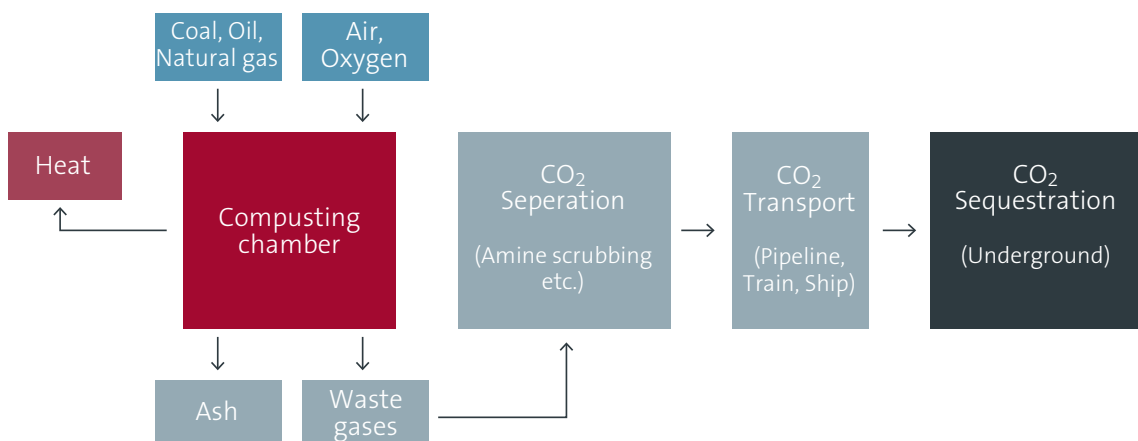 Coal, Oil,
Natural gas
Air,
Oxygen
Heat
Compusting
chamber
CO₂
Seperation
(Amine scrubbing
etc.)
CO₂
Transport
(Pipeline,
Train, Ship)
CO₂
Sequestration
(Underground)
Ash
Waste
gases